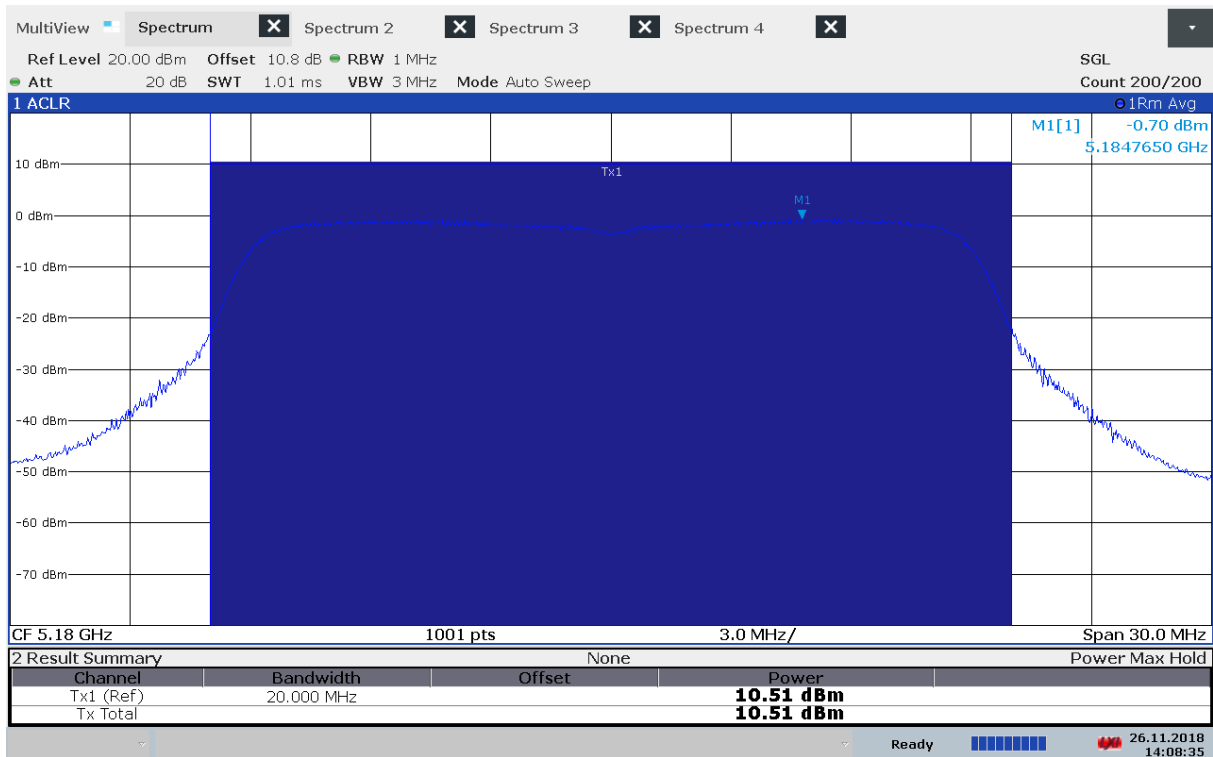 MultiView Spectrum Spectrum 2 Spectrum 3 Spectrum 4
Ref Level 20.00 dBm Offset 10.8 dB RBW 1 MHz SGL
Att 20 dB SWT 1.01 ms VBW 3 MHz Mode Auto Sweep Count 200/200
1 ACLR 1Rm Avg
M1[1] -0.70 dBm
5.1847650 GHz
10 dBm
Tx1
M1
0 dBm
-10 dBm
-20 dBm
-30 dBm
-40 dBm
-50 dBm
-60 dBm
-70 dBm
CF 5.18 GHz 1001 pts 3.0 MHz/ Span 30.0 MHz
2 Result Summary None Power Max Hold
Channel Bandwidth Offset Power
Tx1 (Ref) 20.000 MHz 10.51 dBm
Tx Total 10.51 dBm
Ready 26.11.2018
14:08:35